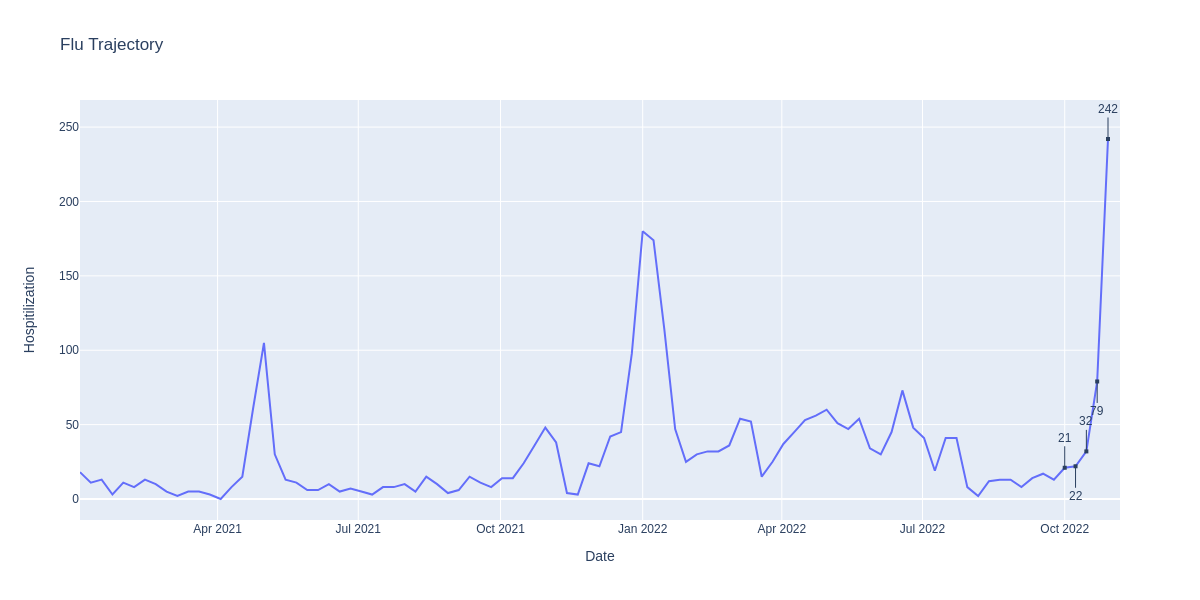 Flu Trajectory
242
250
200
150
100
50
0
Hospitilization
79
32
21
22
Apr 2021
Jul 2021
Oct 2021
Jan 2022
Apr 2022
Jul 2022
Oct 2022
Date